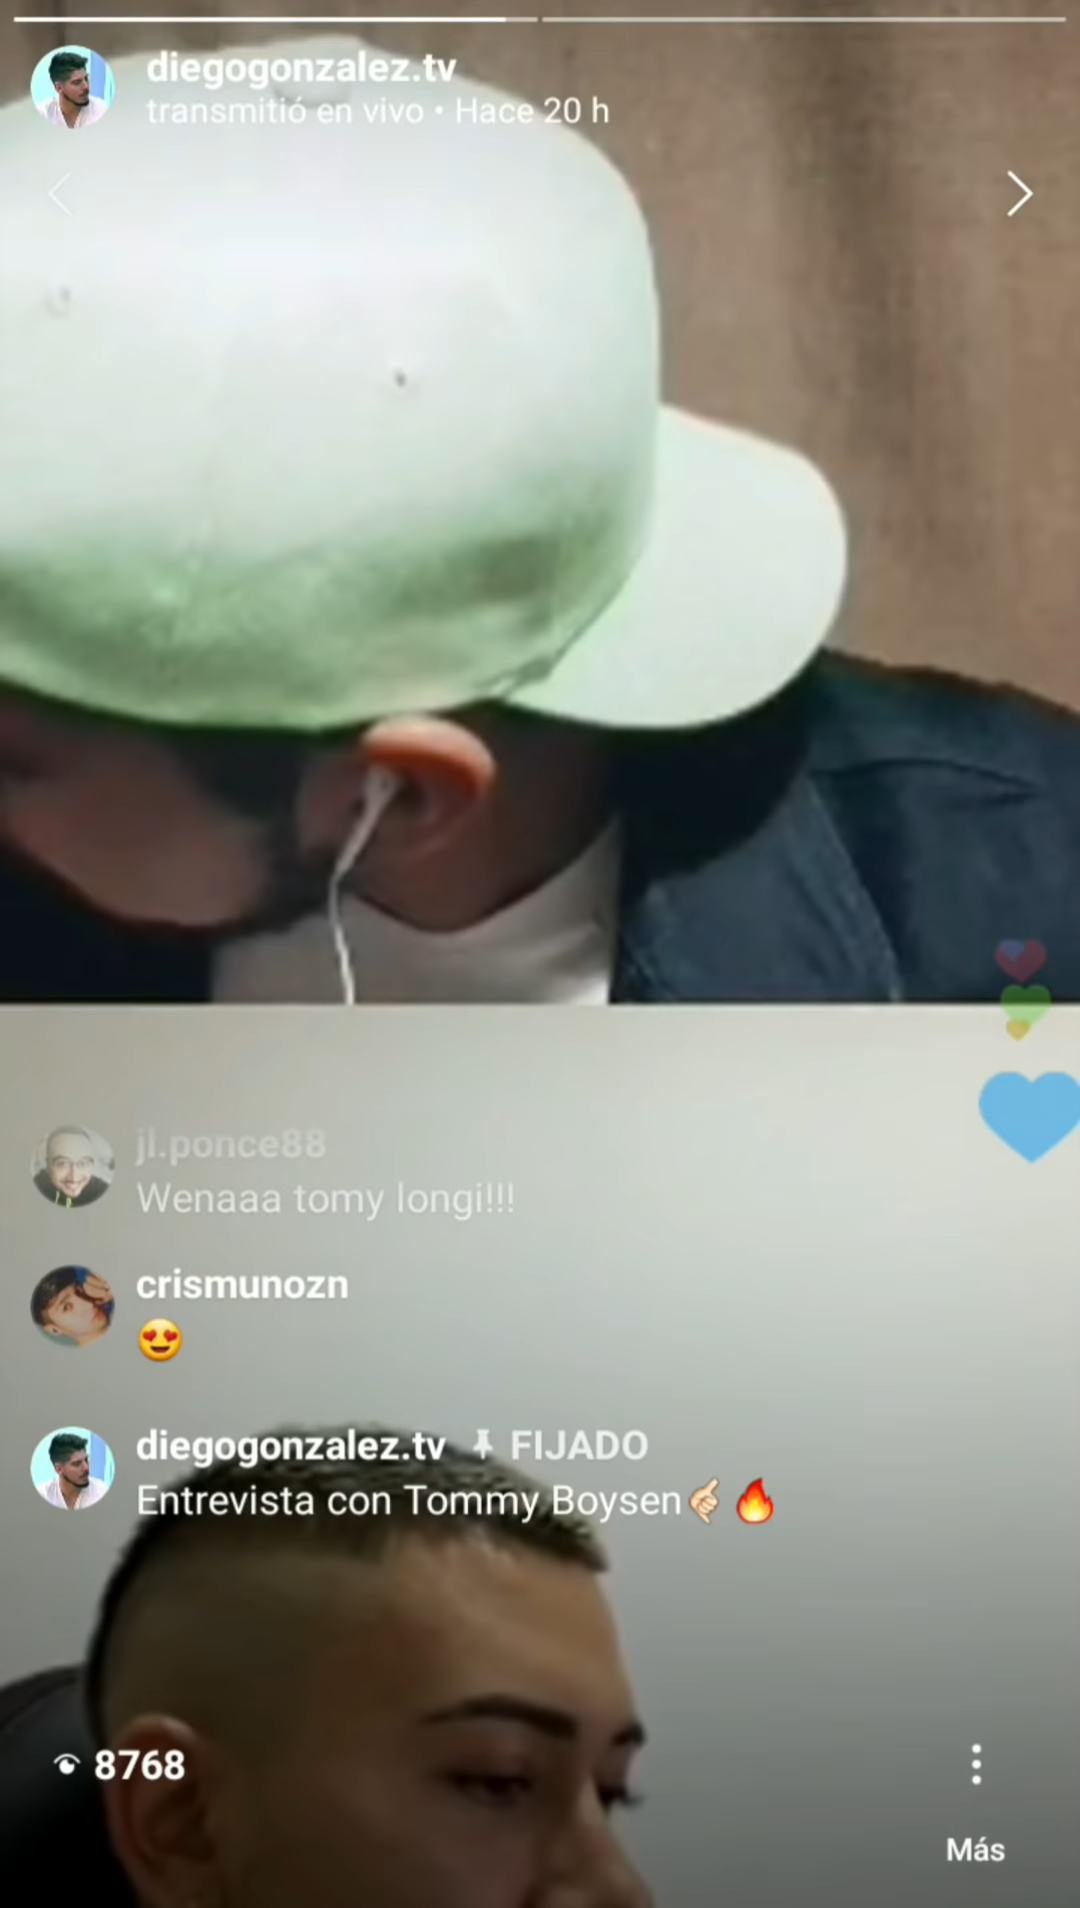 diegogonzalez.tv
transmitió en vivo • Hace 20 h
jl.ponce88
Wenaaa tomy longi!!!
crismunozn
😍
diegogonzalez.tv FIJADO
Entrevista con Tommy Boysen🤙🏻🔥
8768
Más